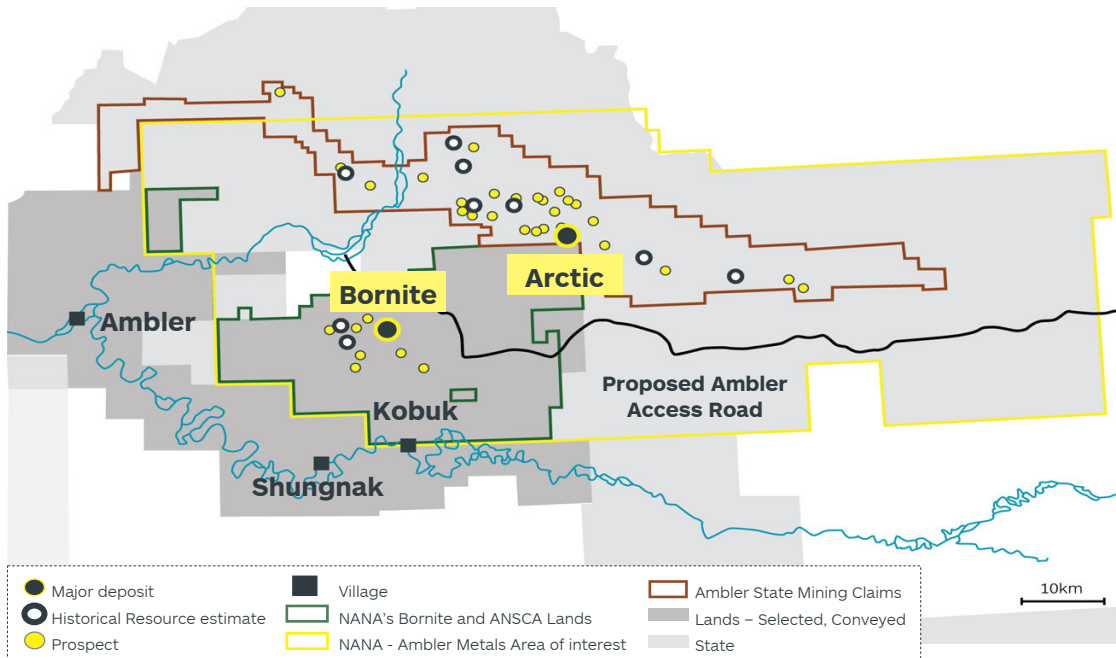 Arctic
Bornite
Ambler
Proposed Ambler
Access Road
Kobuk
Shungnak
Major deposit
Historical Resource estimate
Prospect
Village
NANA's Bornite and ANSCA Lands
NANA - Ambler Metals Area of interest
Ambler State Mining Claims
Lands – Selected, Conveyed
State
10km